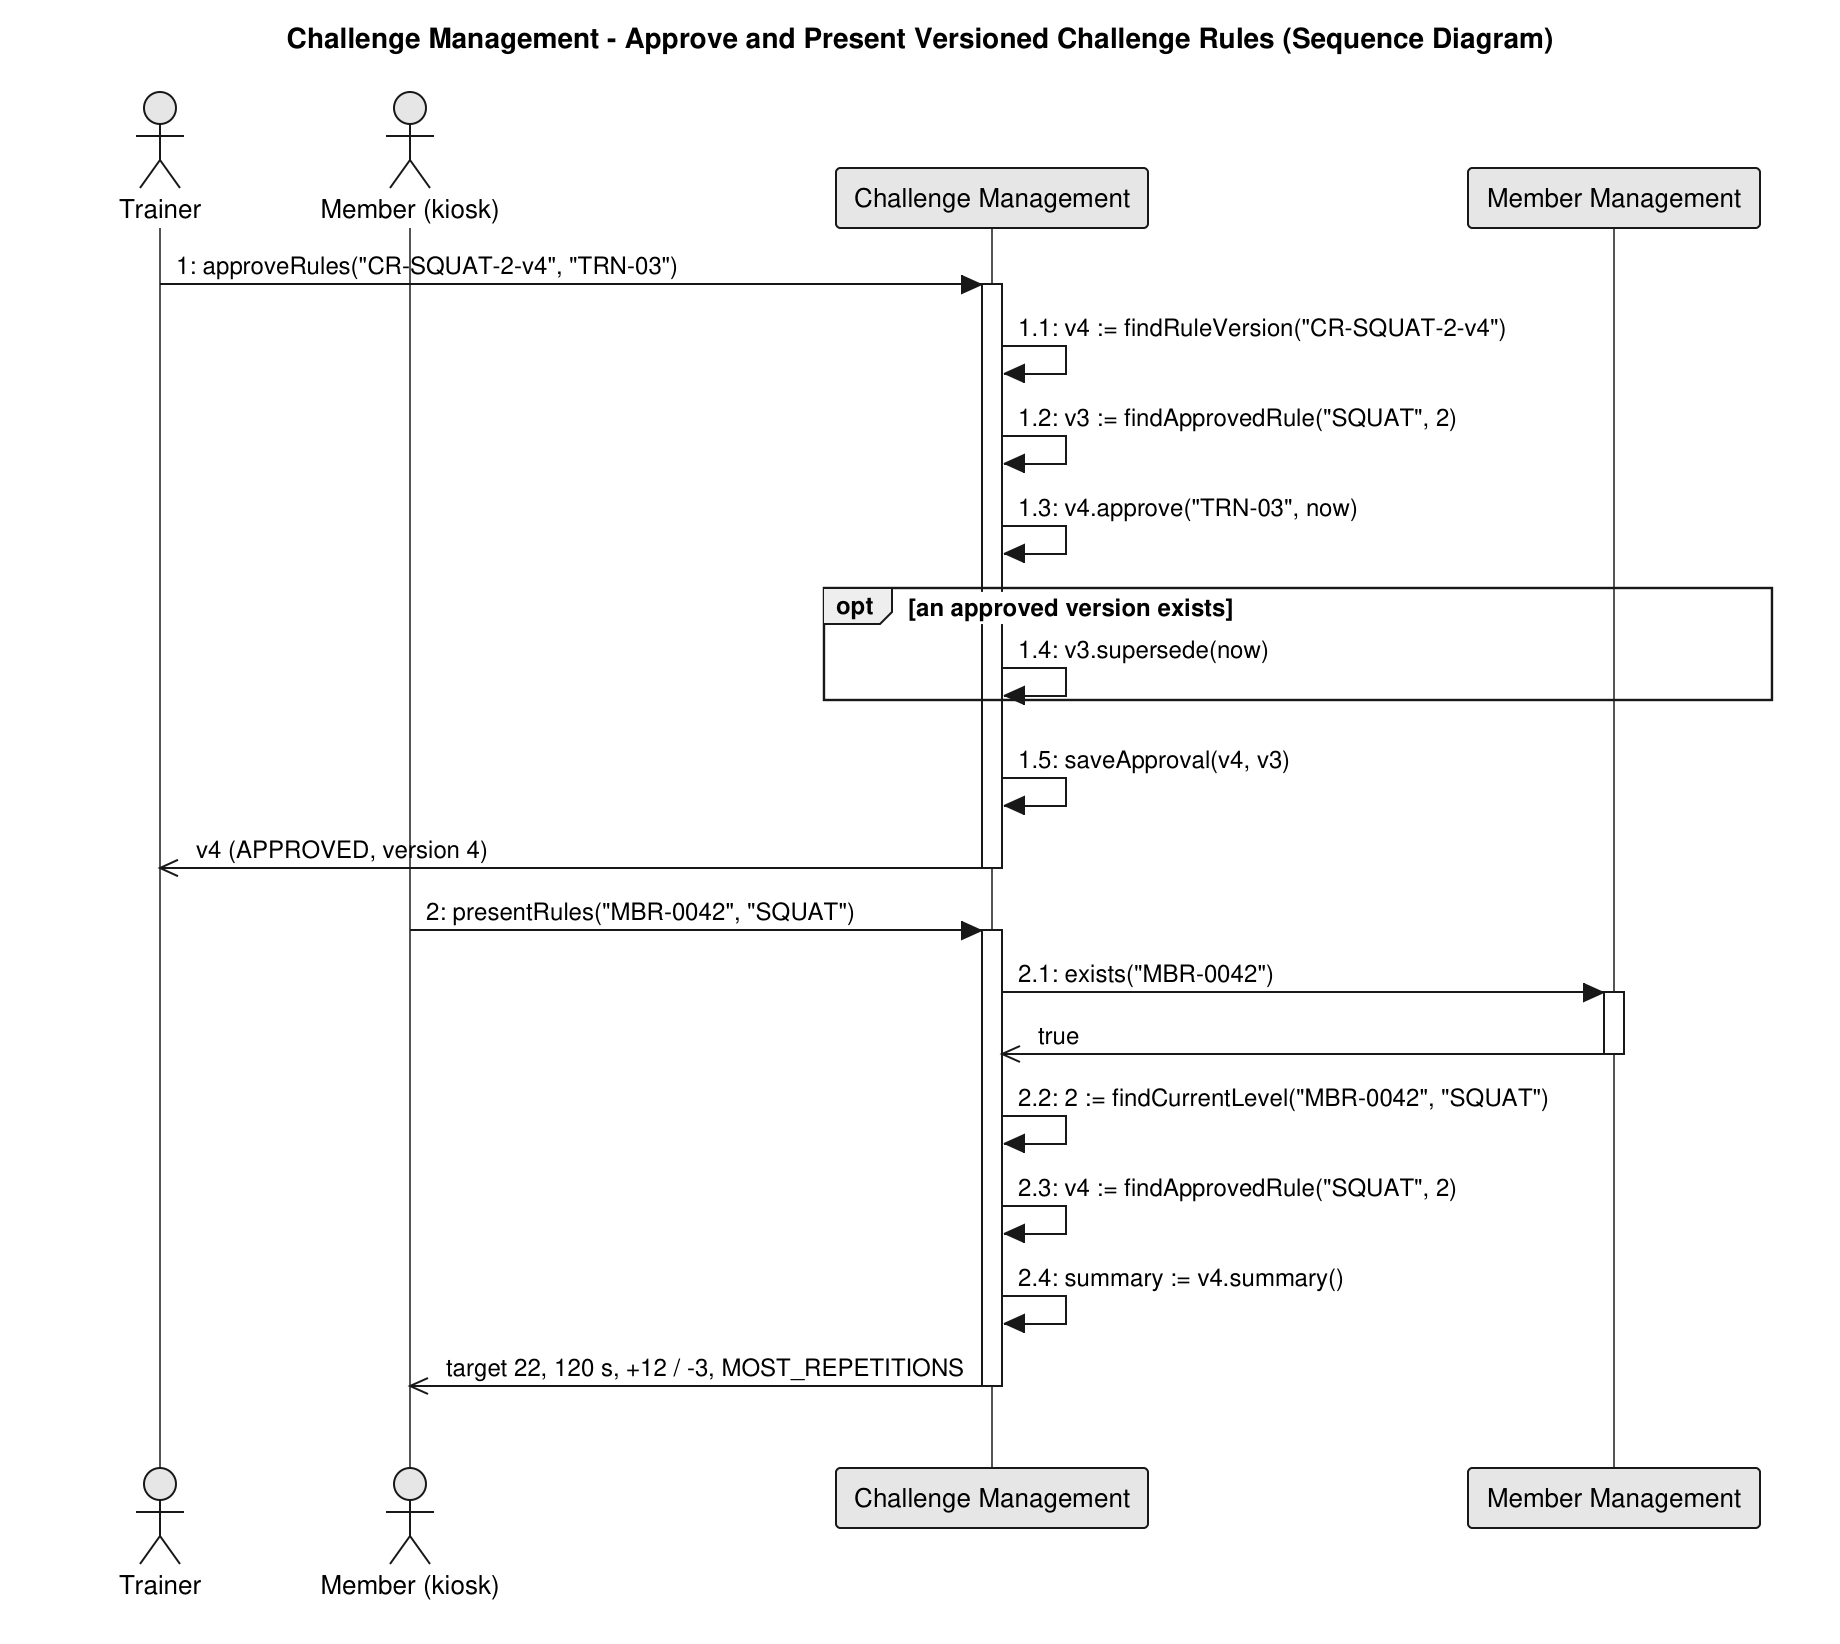 Challenge Management - Approve and Present Versioned Challenge Rules (Sequence Diagram)
Trainer
Member (kiosk)
Challenge Management
Member Management
1: approveRules("CR-SQUAT-2-v4", "TRN-03")
1.1: v4 := findRuleVersion("CR-SQUAT-2-v4")
1.2: v3 := findApprovedRule("SQUAT", 2)
1.3: v4.approve("TRN-03", now)
opt [an approved version exists]
1.4: v3.supersede(now)
1.5: saveApproval(v4, v3)
v4 (APPROVED, version 4)
2: presentRules("MBR-0042", "SQUAT")
2.1: exists("MBR-0042")
true
2.2: 2 := findCurrentLevel("MBR-0042", "SQUAT")
2.3: v4 := findApprovedRule("SQUAT", 2)
2.4: summary := v4.summary()
target 22, 120 s, +12 / -3, MOST_REPETITIONS
Challenge Management
Member Management
Trainer
Member (kiosk)